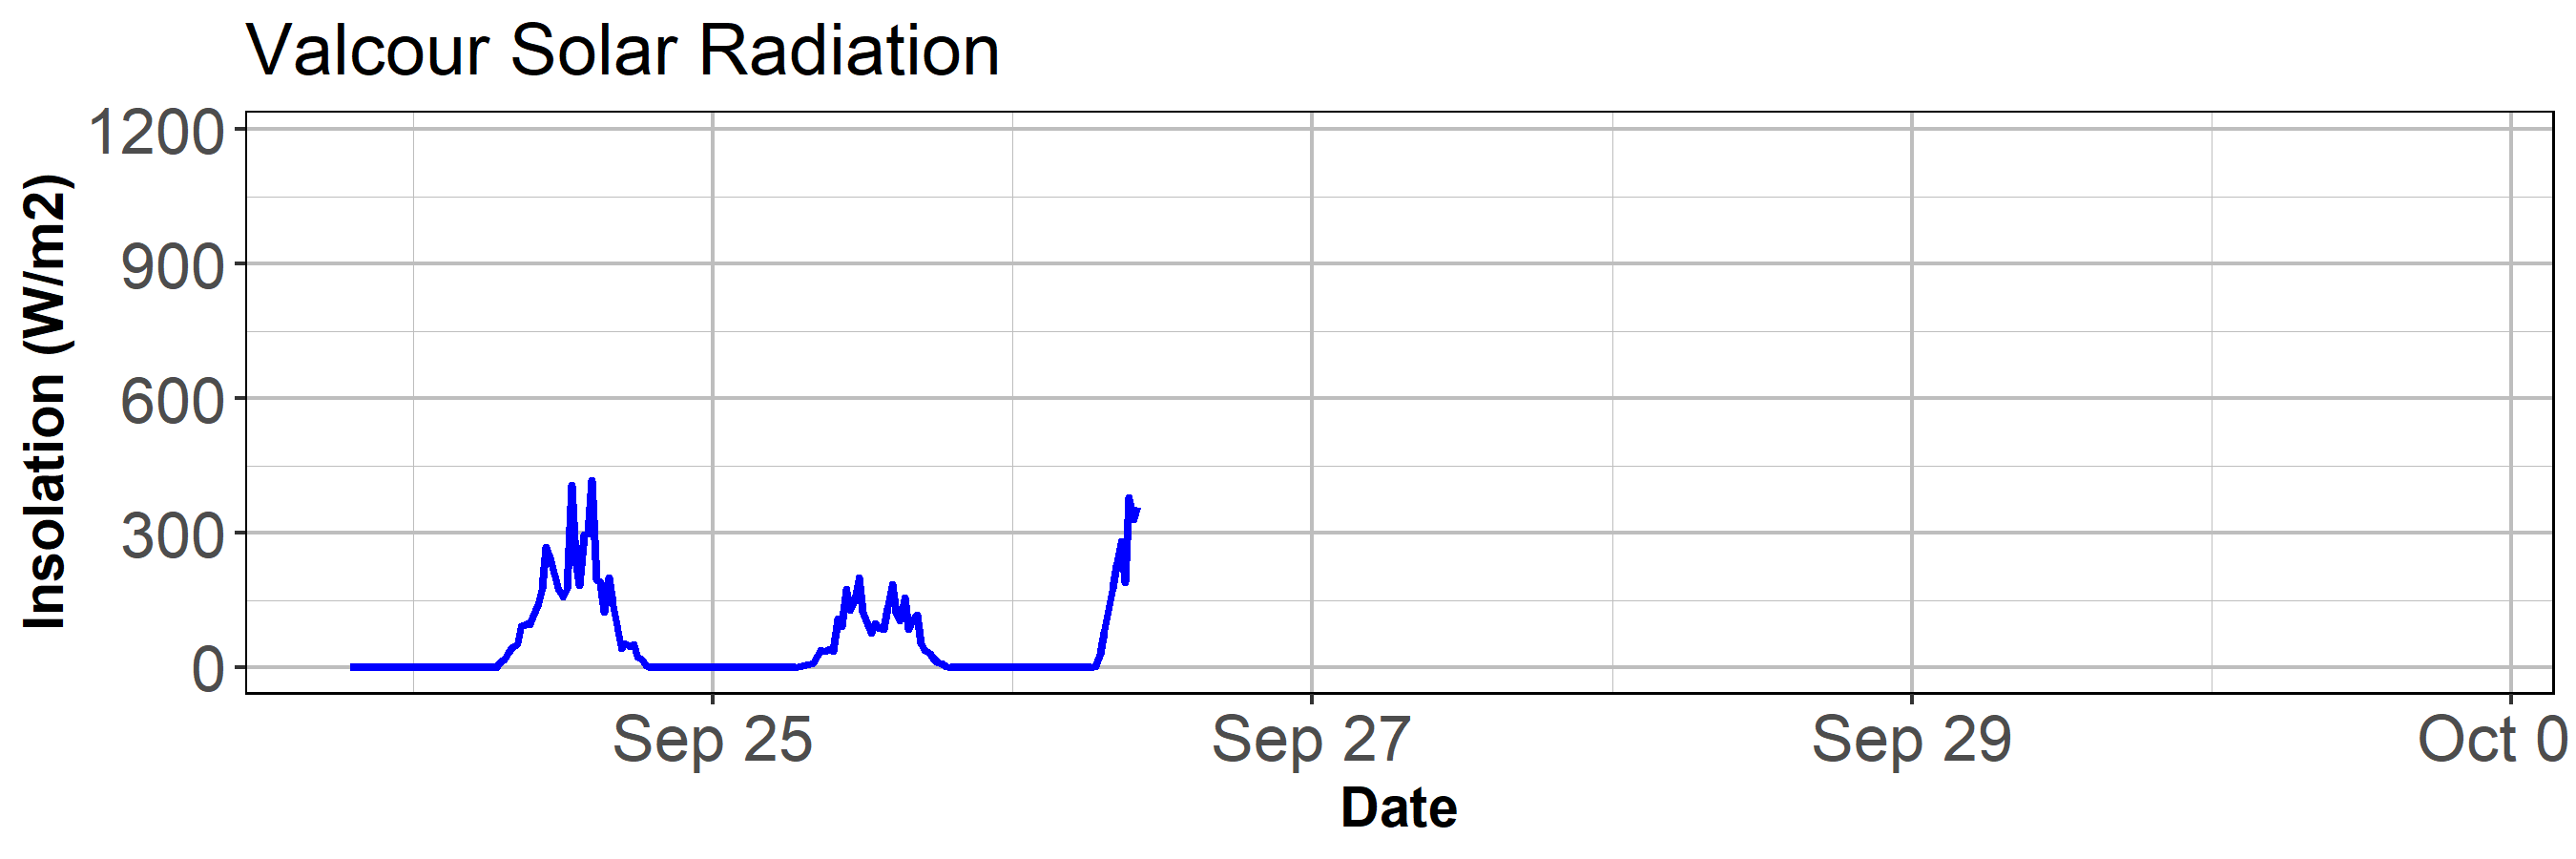 Valcour Solar Radiation
1200
900
600
300
0
Insolation (W/m2)
Sep 25
Sep 27
Sep 29
Oct 0
Date